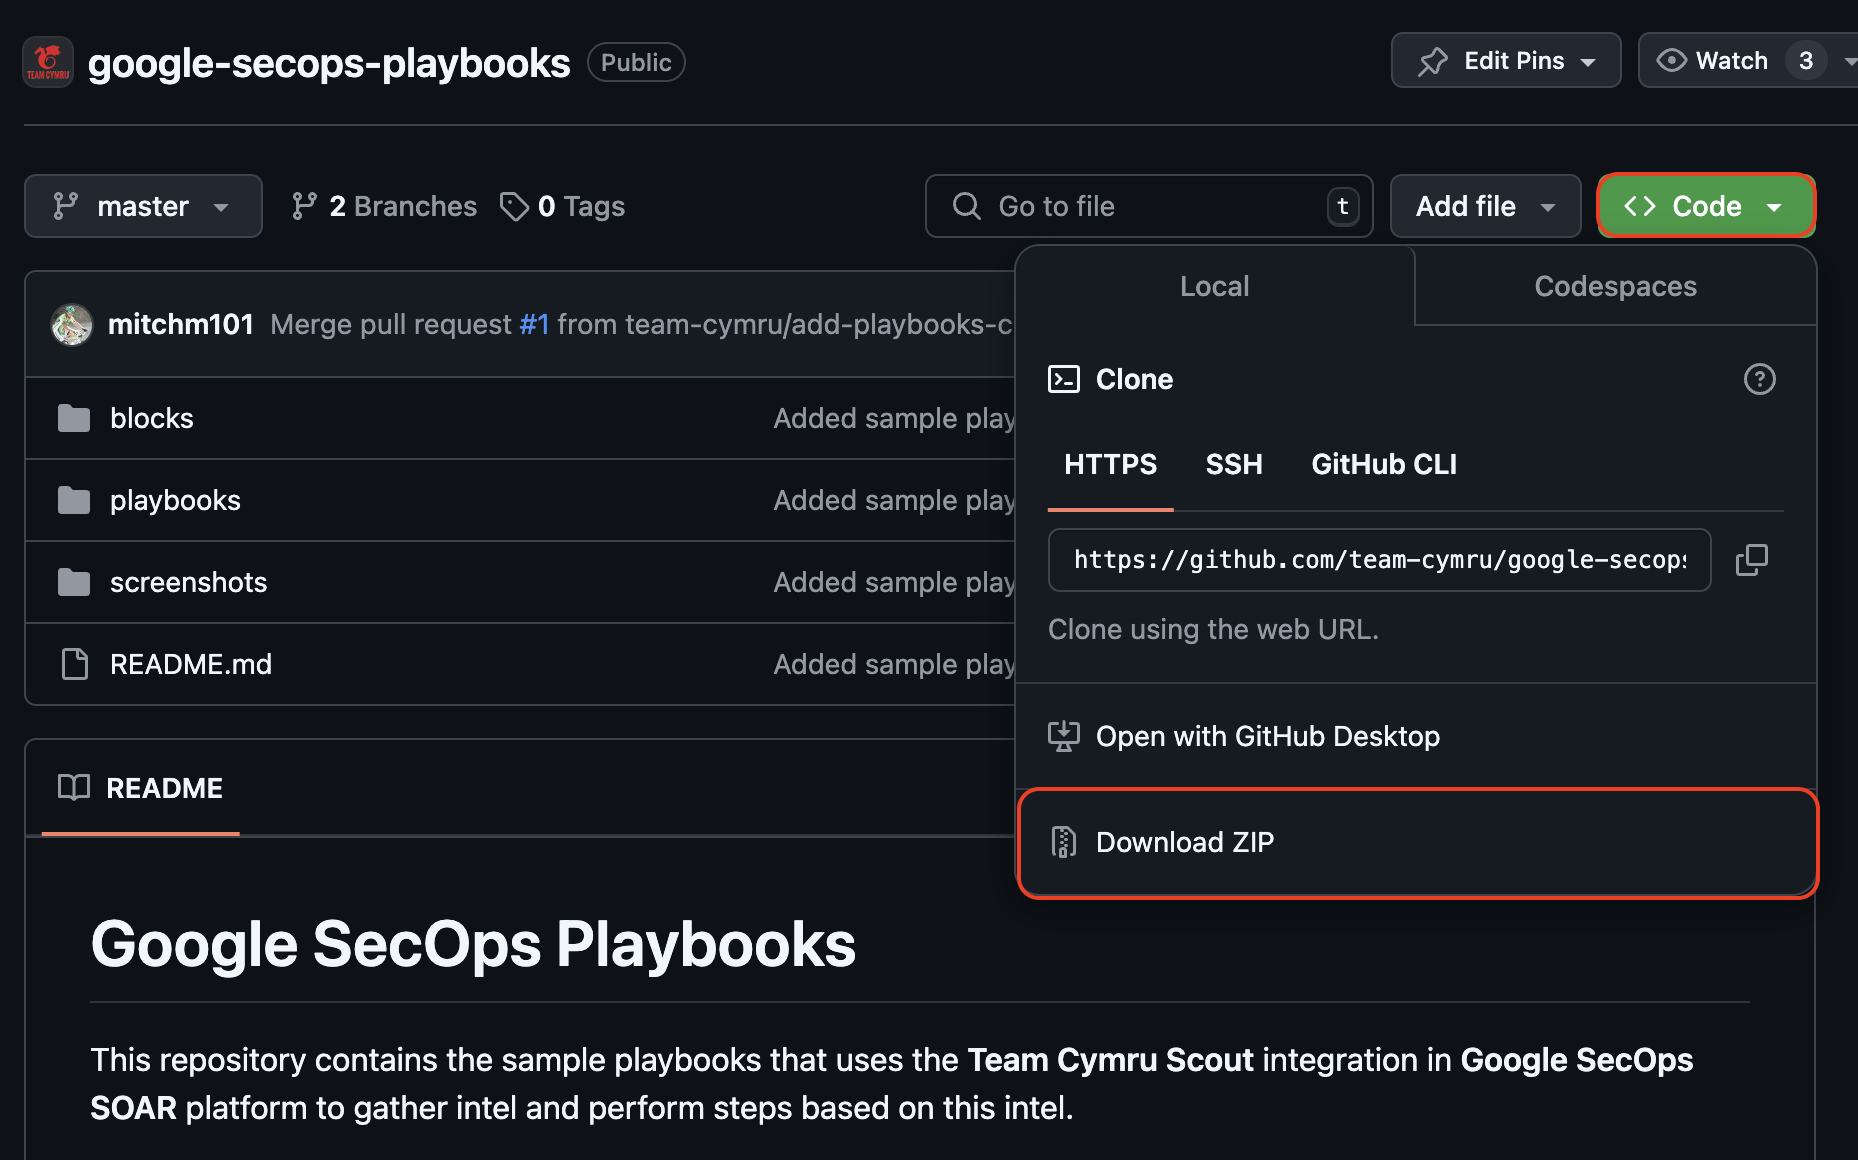 TEAM CYMRU
google-secops-playbooks Public Edit Pins Watch 3
master 2 Branches 0 Tags Go to file t Add file Code
Local Codespaces
mitchm101 Merge pull request #1 from team-cymru/add-playbooks-c
Clone
blocks Added sample play
HTTPS SSH GitHub CLI
playbooks Added sample play
https://github.com/team-cymru/google-secops
screenshots Added sample play
Clone using the web URL.
README.md Added sample play
Open with GitHub Desktop
README
Download ZIP
Google SecOps Playbooks
This repository contains the sample playbooks that uses the Team Cymru Scout integration in Google SecOps
SOAR platform to gather intel and perform steps based on this intel.